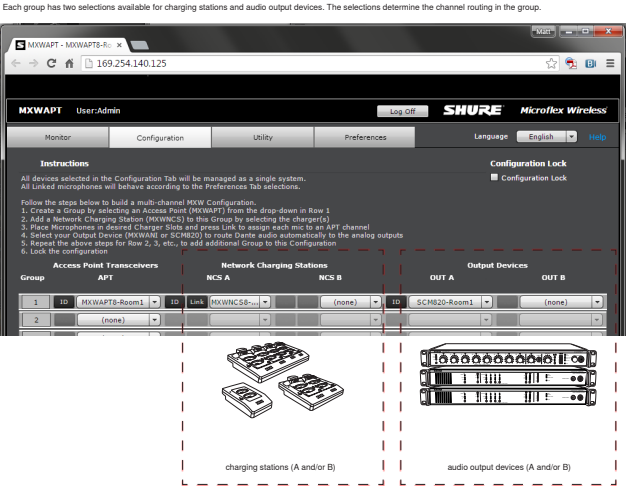 Each group has two selections available for charging stations and audio output devices. The selections determine the channel routing in the group.
Matt
MXWAPT - MXWAPT8-Ro
169.254.140.125
MXWAPT User:Admin
Log Off
SHURE Microflex Wireless
Monitor Configuration Utility Preferences
Language English Help
Instructions
Configuration Lock
All devices selected in the Configuration Tab will be managed as a single system.
All Linked microphones will behave according to the Preferences Tab selections.
Configuration Lock
Follow the steps below to build a multi-channel MXW Configuration.
1. Create a Group by selecting an Access Point (MXWAPT) from the drop-down in Row 1
2. Add a Network Charging Station (MXWNCS) to this Group by selecting the charger(s)
3. Place Microphones in desired Charger Slots and press Link to assign each mic to an APT channel
4. Select your Output Device (MXWANI or SCM820) to route Dante audio automatically to the analog outputs
5. Repeat the above steps for Row 2, 3, etc., to add additional Group to this Configuration
6. Lock the configuration
Access Point Transceivers Network Charging Stations Output Devices
Group APT NCS A NCS B OUT A OUT B
1 ID MXWAPT8-Room1 ID Link MXWNCS8-... (none) ID SCM820-Room1 (none)
2 (none)
charging stations (A and/or B) audio output devices (A and/or B)